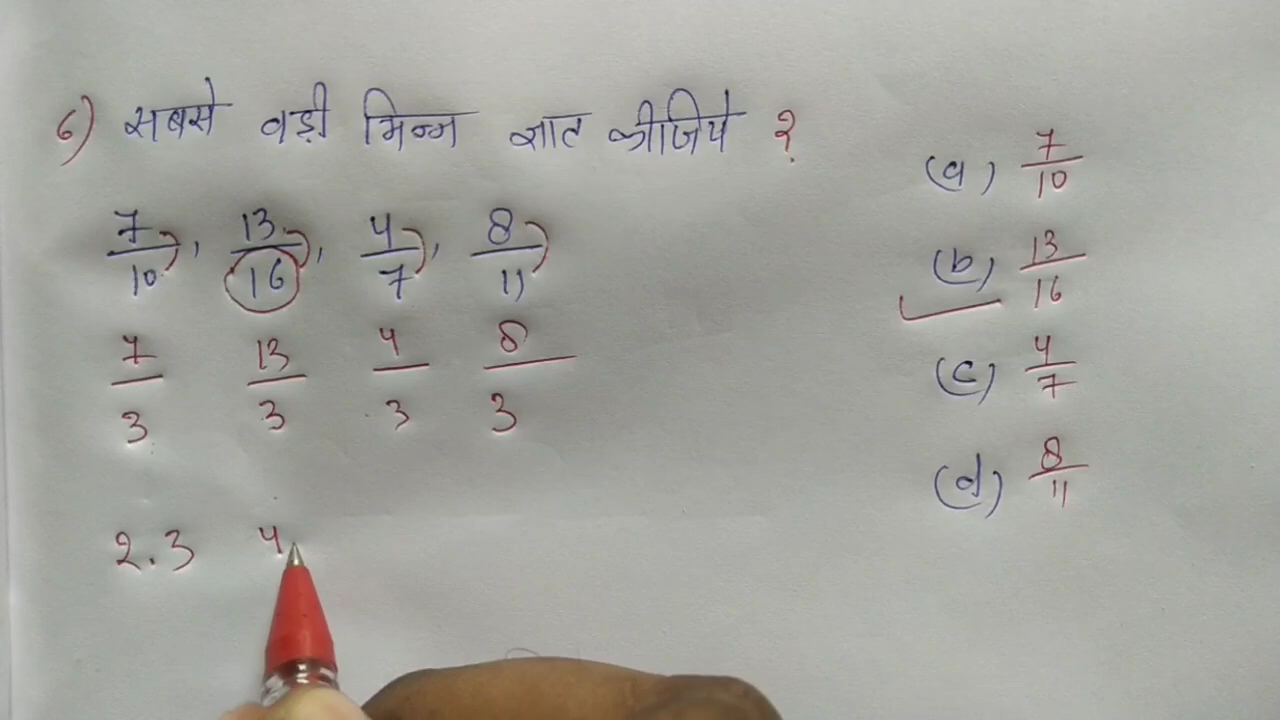 6) सबसे बड़ी भिन्न ज्ञात कीजिये ?
7/10, 13/16, 4/7, 8/11
7/3 13/3 4/3 8/3
2.3 4
(a) 7/10
(b) 13/16
(c) 4/7
(d) 8/11